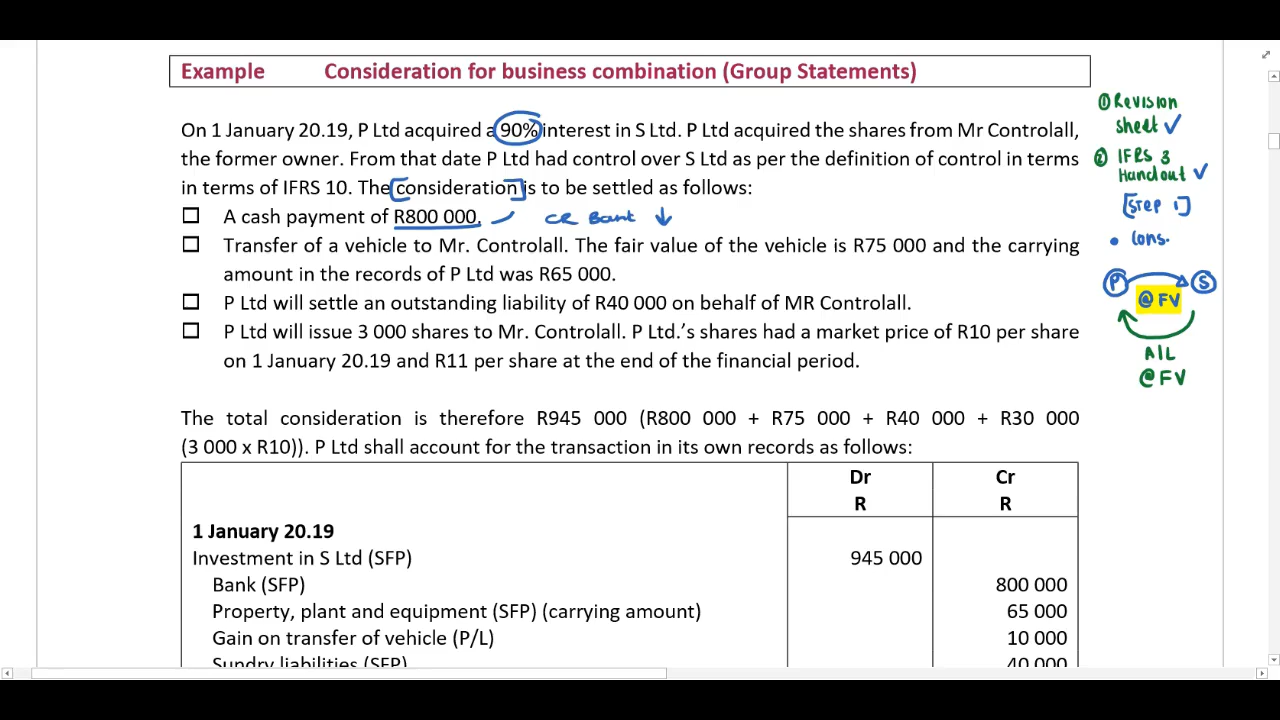 Example Consideration for business combination (Group Statements)
On 1 January 20.19, P Ltd acquired a 90% interest in S Ltd. P Ltd acquired the shares from Mr Controlall,
the former owner. From that date P Ltd had control over S Ltd as per the definition of control in terms
in terms of IFRS 10. The [consideration] is to be settled as follows:
A cash payment of R800 000. CR Bank ↓
Transfer of a vehicle to Mr. Controlall. The fair value of the vehicle is R75 000 and the carrying
amount in the records of P Ltd was R65 000.
P Ltd will settle an outstanding liability of R40 000 on behalf of MR Controlall.
P Ltd will issue 3 000 shares to Mr. Controlall. P Ltd.'s shares had a market price of R10 per share
on 1 January 20.19 and R11 per share at the end of the financial period.
The total consideration is therefore R945 000 (R800 000 + R75 000 + R40 000 + R30 000
(3 000 x R10)). P Ltd shall account for the transaction in its own records as follows:
Dr Cr
R R
1 January 20.19
Investment in S Ltd (SFP) 945 000
Bank (SFP) 800 000
Property, plant and equipment (SFP) (carrying amount) 65 000
Gain on transfer of vehicle (P/L) 10 000
Sundry liabilities (SFP) 40 000
① Revision
sheet ✓
② IFRS 3
Handout ✓
[Step 1]
• Cons.
P S
@ FV
A/L
@ FV